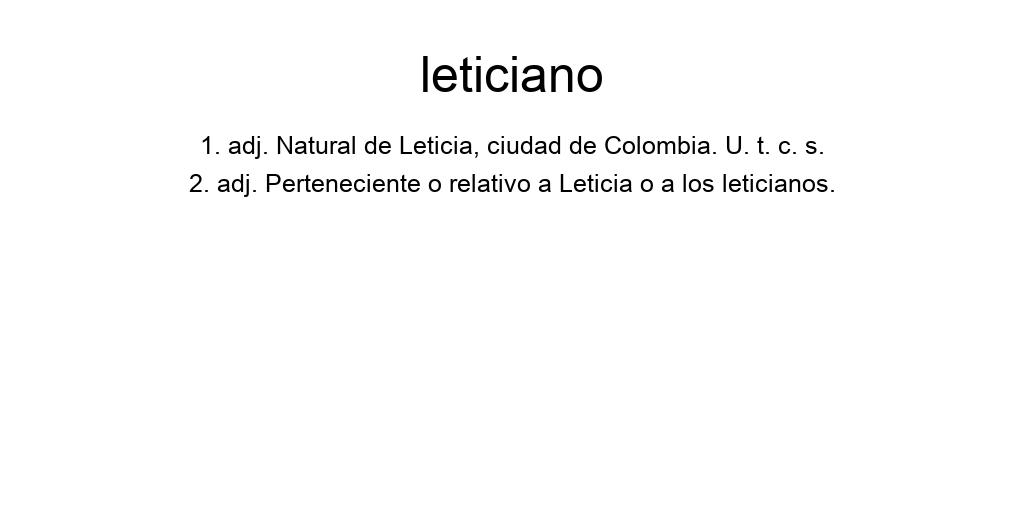 leticiano
1. adj. Natural de Leticia, ciudad de Colombia. U. t. c. s.
2. adj. Perteneciente o relativo a Leticia o a los leticianos.